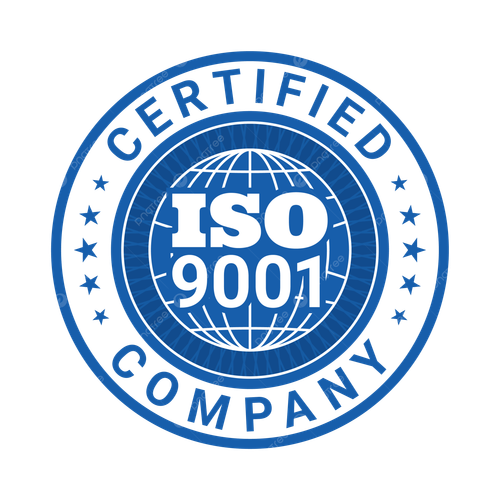 CERTIFIED
ISO
9001
COMPANY